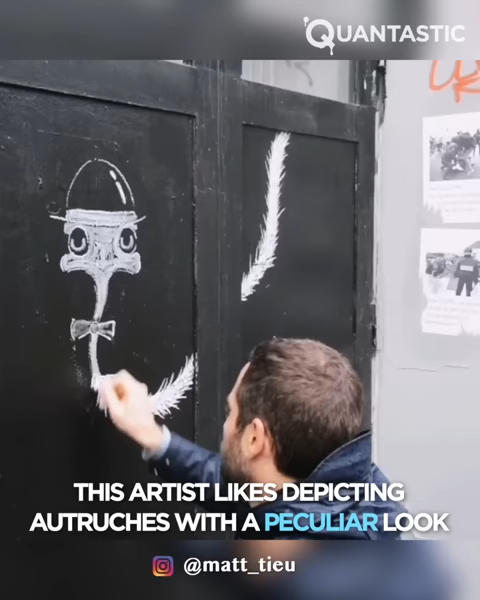 QUANTASTIC
THIS ARTIST LIKES DEPICTING
AUTRUCHES WITH A PECULIAR LOOK
@matt_tieu